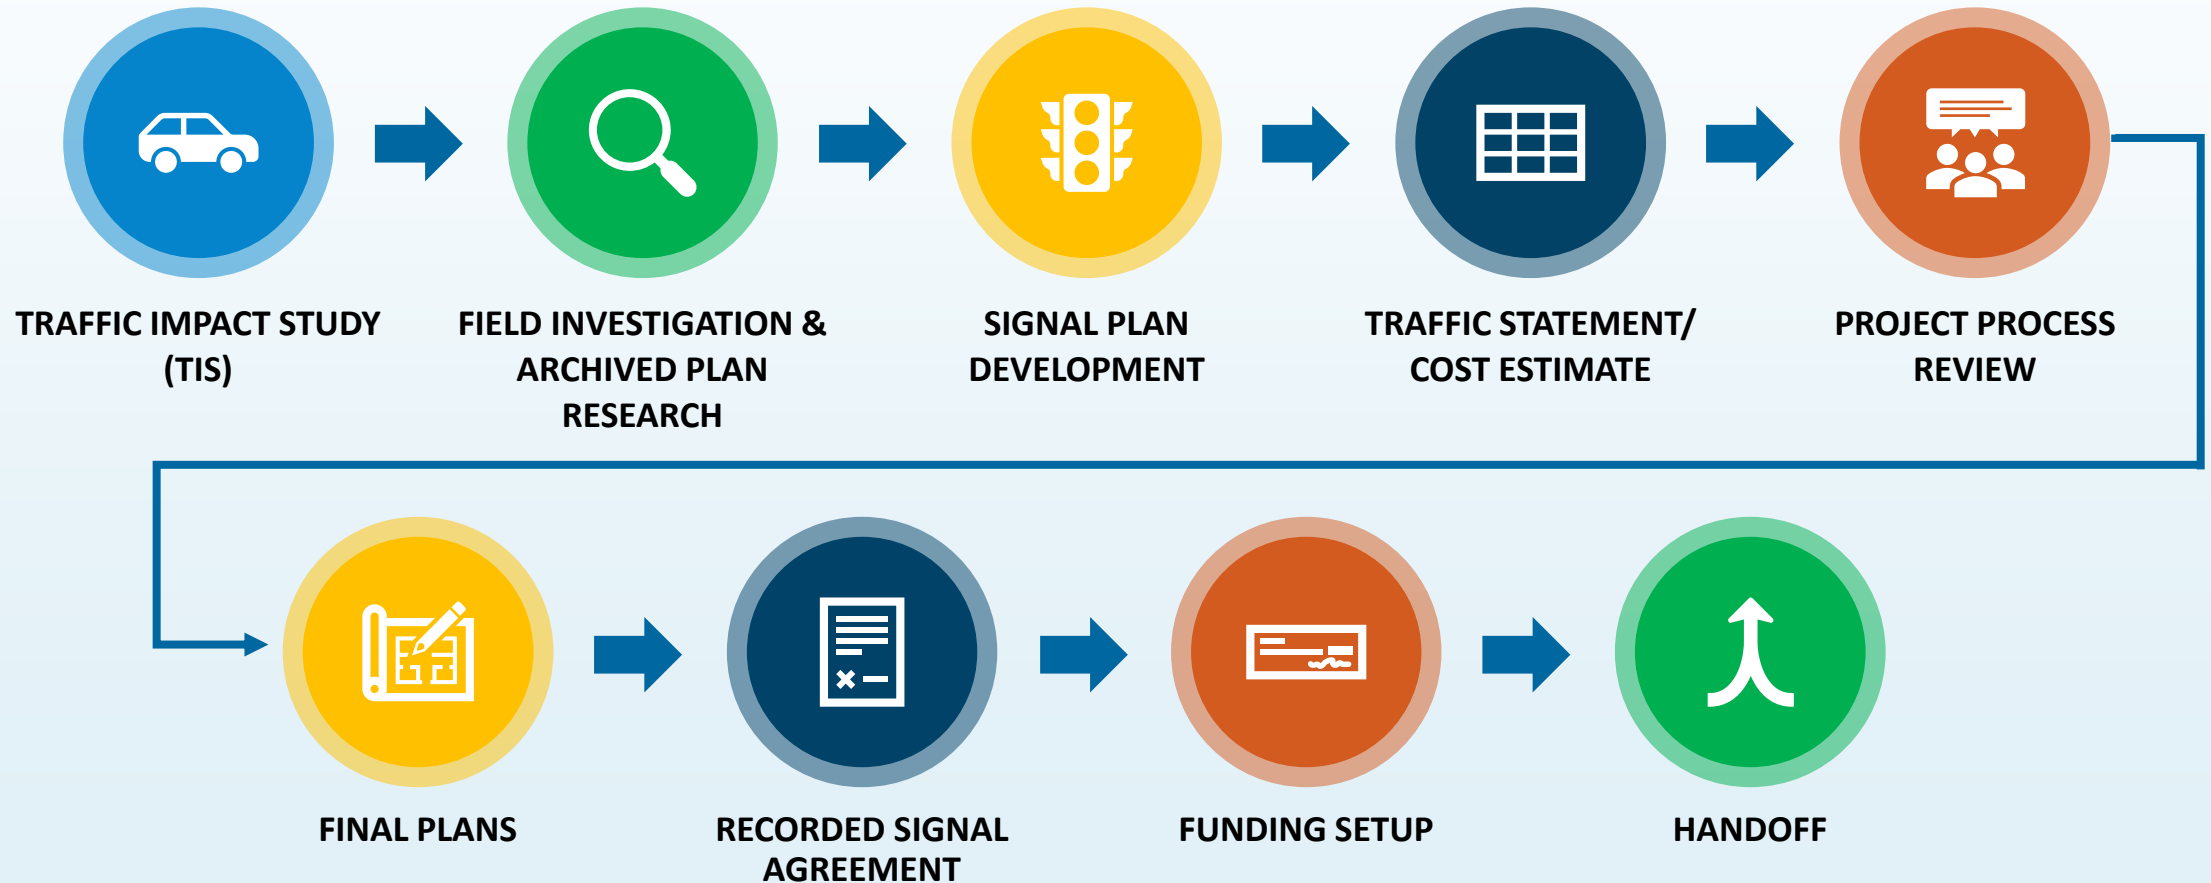 TRAFFIC IMPACT STUDY
(TIS)
FIELD INVESTIGATION &
ARCHIVED PLAN
RESEARCH
SIGNAL PLAN
DEVELOPMENT
TRAFFIC STATEMENT/
COST ESTIMATE
PROJECT PROCESS
REVIEW
FINAL PLANS
RECORDED SIGNAL
AGREEMENT
FUNDING SETUP
HANDOFF